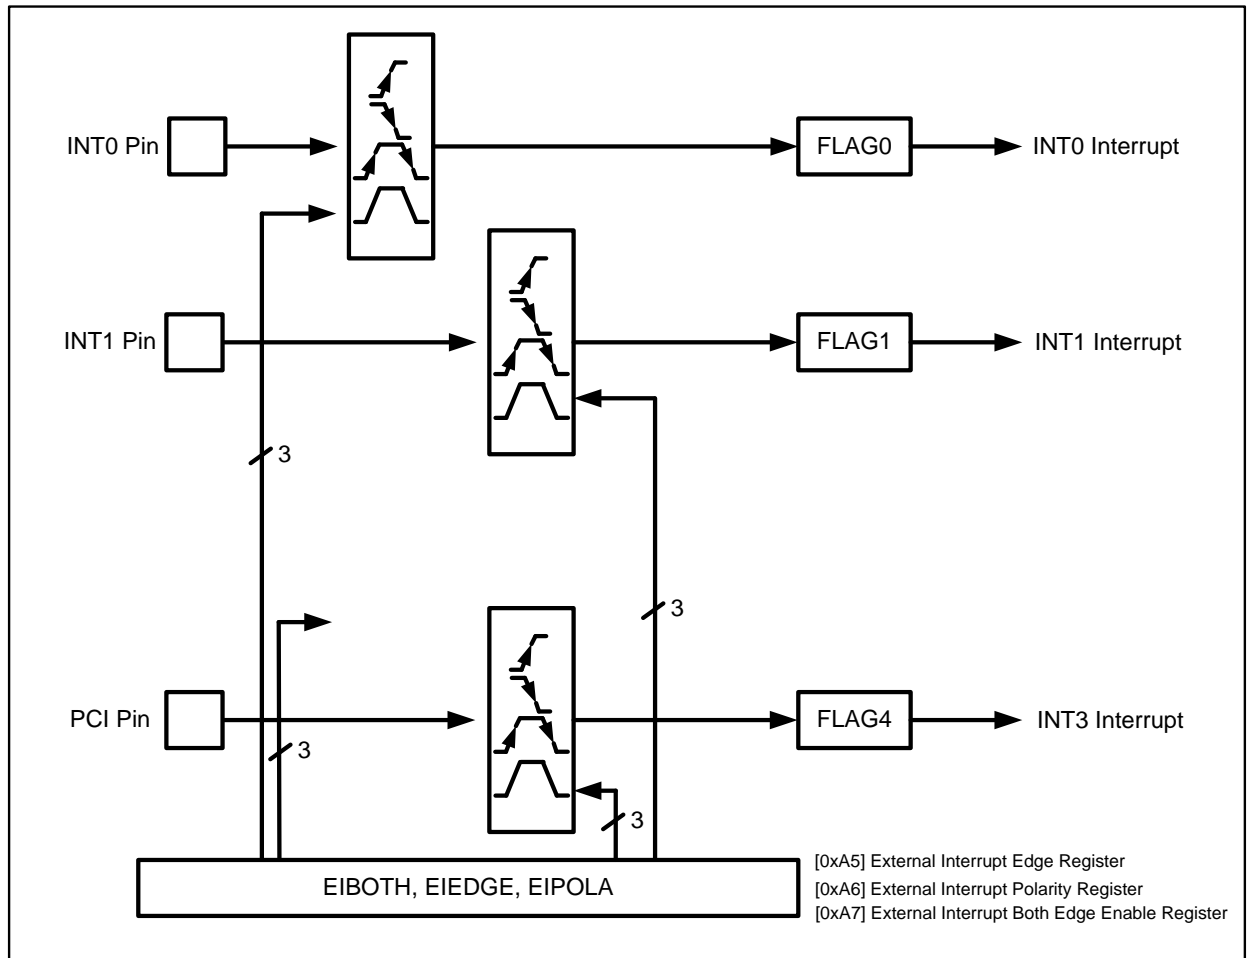 INT0 Pin
FLAG0
INT0 Interrupt
INT1 Pin
FLAG1
INT1 Interrupt
3
3
PCI Pin
FLAG4
INT3 Interrupt
3
3
EIBOTH, EIEDGE, EIPOLA
[0xA5] External Interrupt Edge Register
[0xA6] External Interrupt Polarity Register
[0xA7] External Interrupt Both Edge Enable Register